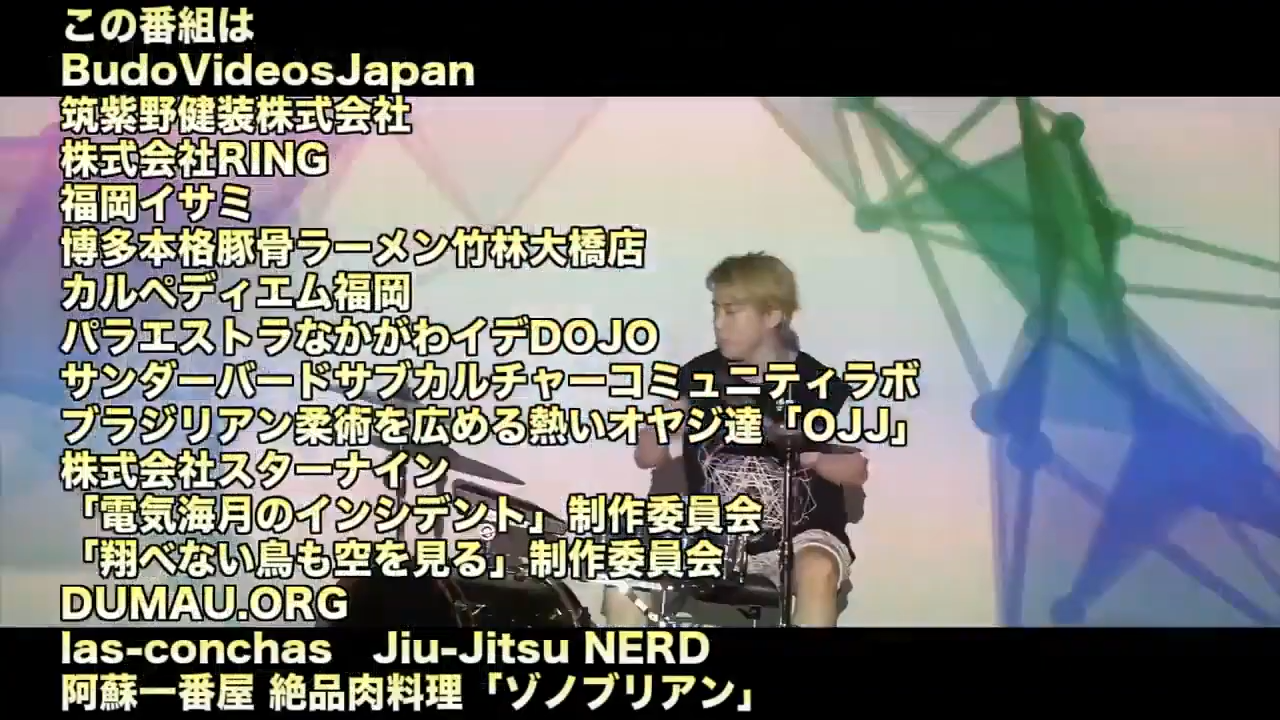 この番組は
BudoVideosJapan
筑紫野健装株式会社
株式会社RING
福岡イサミ
博多本格豚骨ラーメン竹林大橋店
カルペディエム福岡
パラエストラなかがわイデDOJO
サンダーバードサブカルチャーコミュニティラボ
ブラジリアン柔術を広める熱いオヤジ達「OJJ」
株式会社スターナイン
「電気海月のインシデント」制作委員会
「翔べない鳥も空を見る」制作委員会
DUMAU.ORG
las-conchas　Jiu-Jitsu NERD
阿蘇一番屋 絶品肉料理「ゾノブリアン」